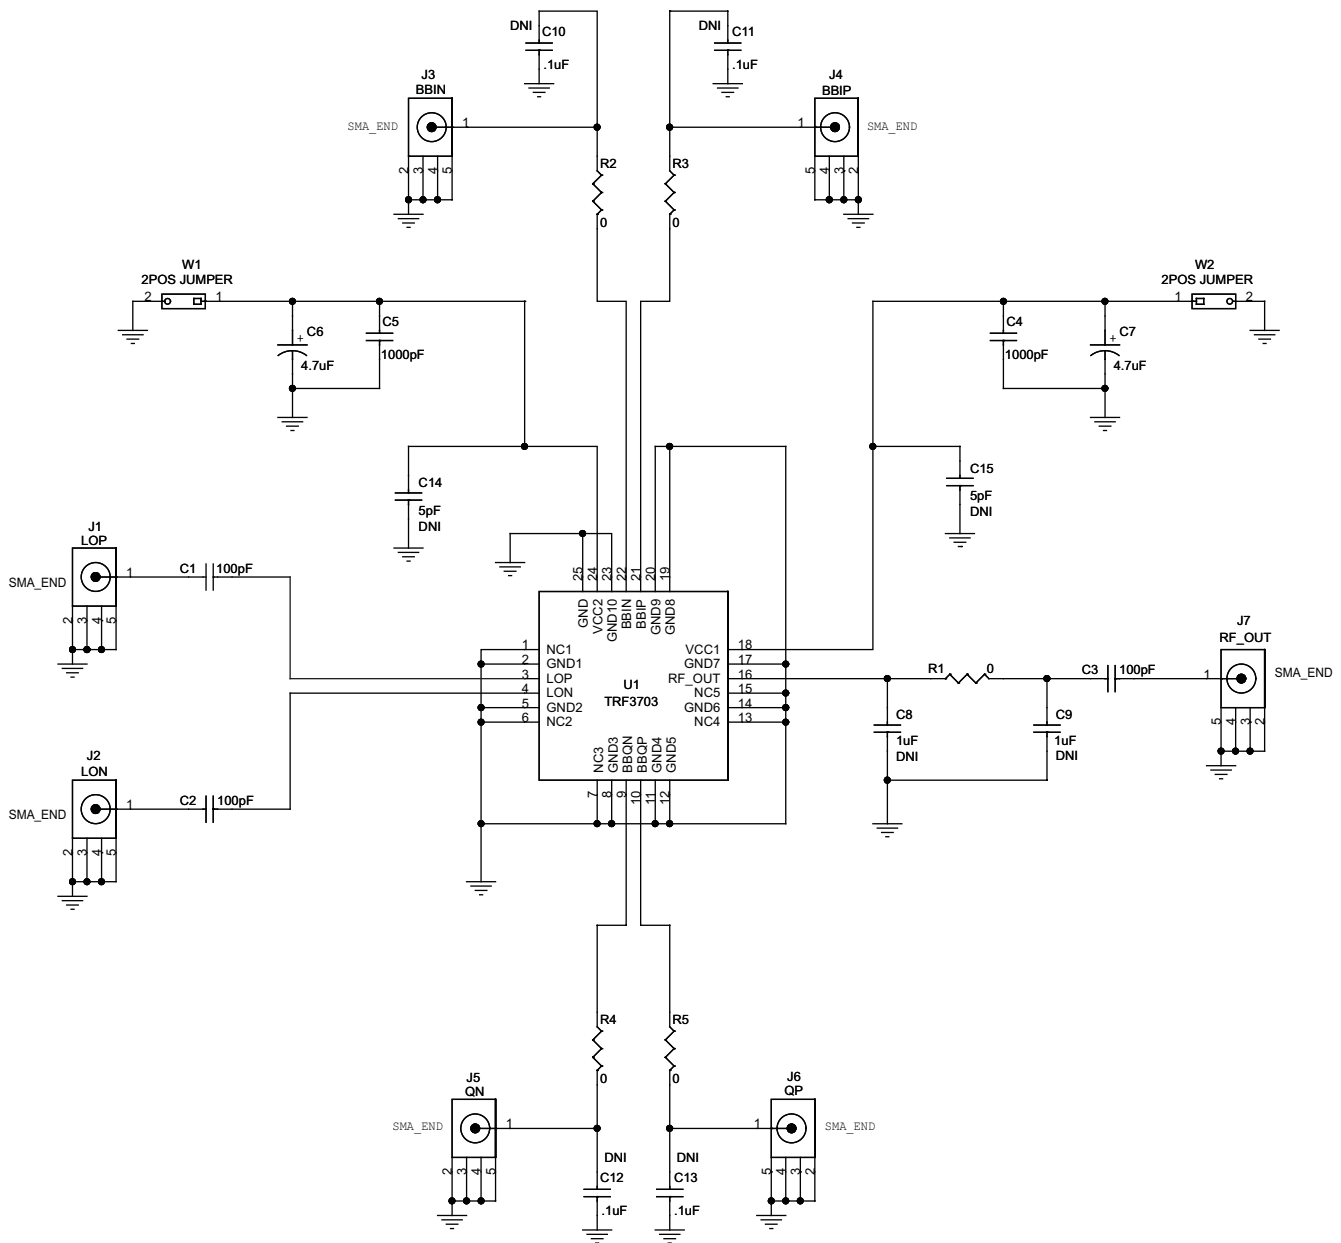 DNI
C10
.1uF
DNI
C11
.1uF
J3
BBIN
SMA_END
1
2
3
4
5
J4
BBIP
SMA_END
1
5
4
3
2
R2
0
R3
0
W1
2POS JUMPER
2
1
C6
+
4.7uF
C5
1000pF
W2
2POS JUMPER
1
2
C4
1000pF
C7
+
4.7uF
C14
5pF
DNI
C15
5pF
DNI
J1
LOP
SMA_END
1
2
3
4
5
C1
100pF
25
24
23
22
21
20
19
GND
VCC2
GND10
BBIN
BBIP
GND9
GND8
1 NC1
2 GND1
3 LOP
4 LON
5 GND2
6 NC2
U1
TRF3703
VCC1 18
GND7 17
RF_OUT 16
NC5 15
GND6 14
NC4 13
NC3
GND3
BBQN
BBQP
GND4
GND5
7
8
9
10
11
12
R1
0
C3
100pF
C8
1uF
DNI
C9
1uF
DNI
J7
RF_OUT
SMA_END
1
5
4
3
2
J2
LON
SMA_END
1
2
3
4
5
C2
100pF
R4
0
R5
0
J5
QN
SMA_END
1
2
3
4
5
J6
QP
SMA_END
1
5
4
3
2
DNI
C12
.1uF
DNI
C13
.1uF